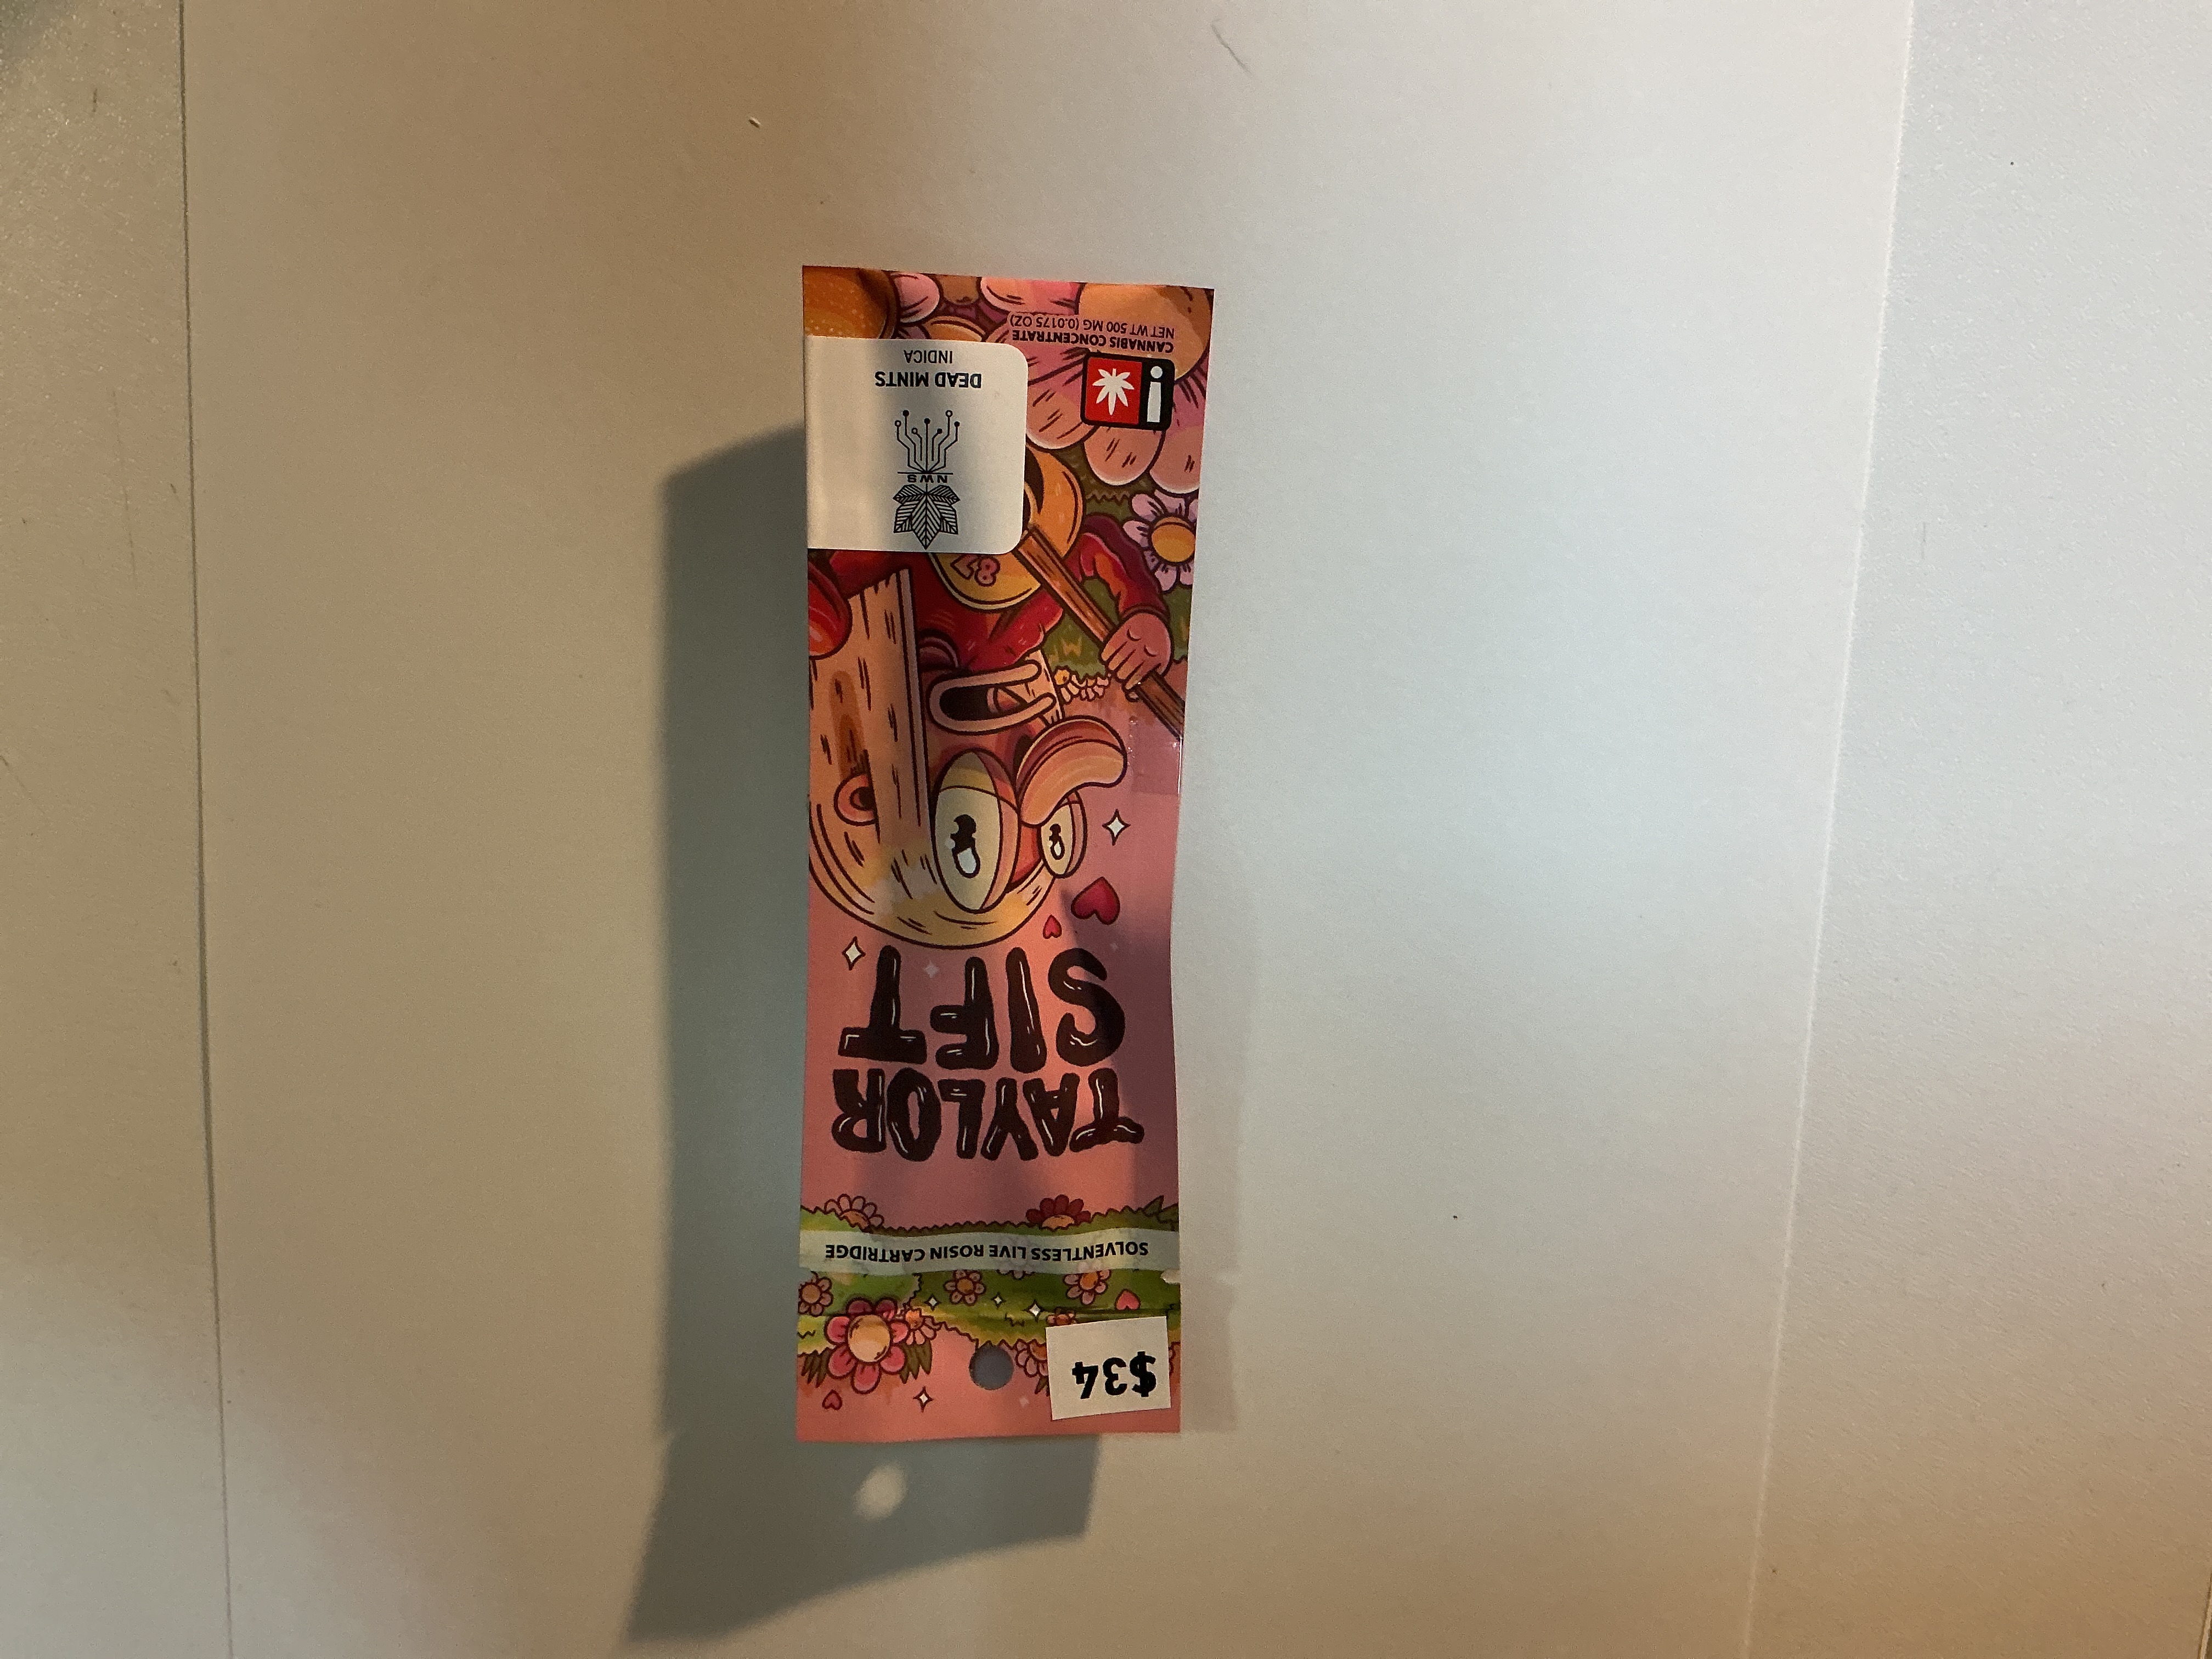 $34
SOLVENTLESS LIVE ROSIN CARTRIDGE
TAYLOR
SIFT
NWS
DEAD MINTS
INDICA
i
CANNABIS CONCENTRATE
NET WT 500 MG (0.0175 OZ)